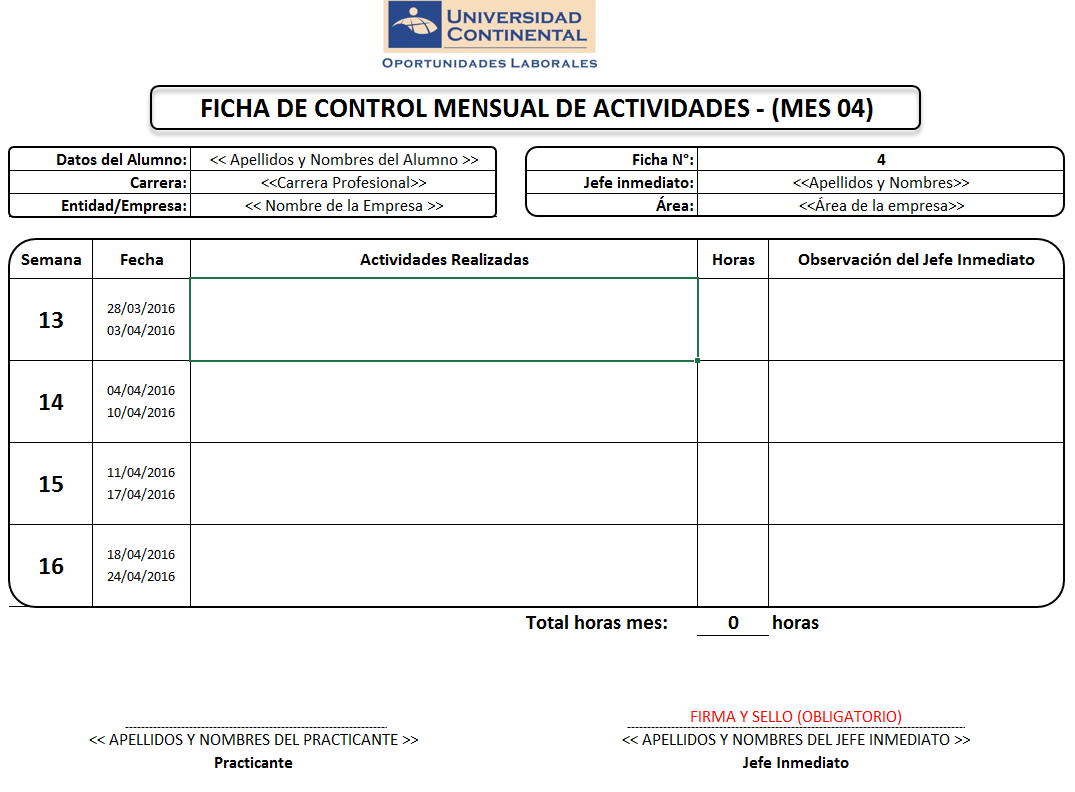 UNIVERSIDAD
CONTINENTAL
OPORTUNIDADES LABORALES
FICHA DE CONTROL MENSUAL DE ACTIVIDADES - (MES 04)
Datos del Alumno: << Apellidos y Nombres del Alumno >>
Carrera: <<Carrera Profesional>>
Entidad/Empresa: << Nombre de la Empresa >>
Ficha N°: 4
Jefe inmediato: <<Apellidos y Nombres>>
Área: <<Área de la empresa>>
Semana Fecha Actividades Realizadas Horas Observación del Jefe Inmediato
13 28/03/2016
03/04/2016
14 04/04/2016
10/04/2016
15 11/04/2016
17/04/2016
16 18/04/2016
24/04/2016
Total horas mes: 0 horas
<< APELLIDOS Y NOMBRES DEL PRACTICANTE >>
Practicante
FIRMA Y SELLO (OBLIGATORIO)
<< APELLIDOS Y NOMBRES DEL JEFE INMEDIATO >>
Jefe Inmediato